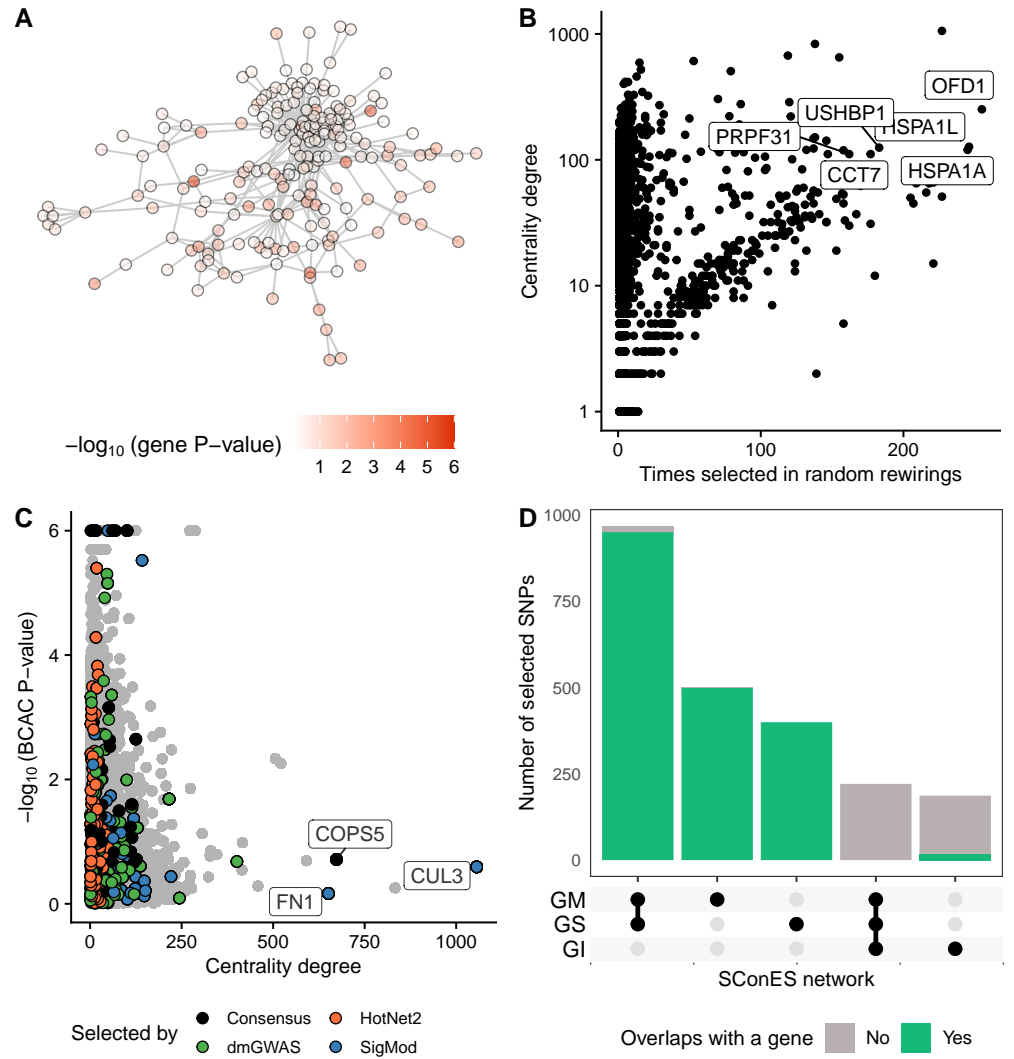 A
−log10 (gene P−value)
1 2 3 4 5 6
B
Centrality degree
1000
100
10
1
OFD1
USHBP1
HSPA1L
PRPF31
CCT7
HSPA1A
0 100 200
Times selected in random rewirings
C
−log10 (BCAC P−value)
6
4
2
0
COPS5
CUL3
FN1
0 250 500 750 1000
Centrality degree
Selected by
Consensus
HotNet2
dmGWAS
SigMod
D
Number of selected SNPs
1000
750
500
250
0
GM
GS
GI
SConES network
Overlaps with a gene
No
Yes